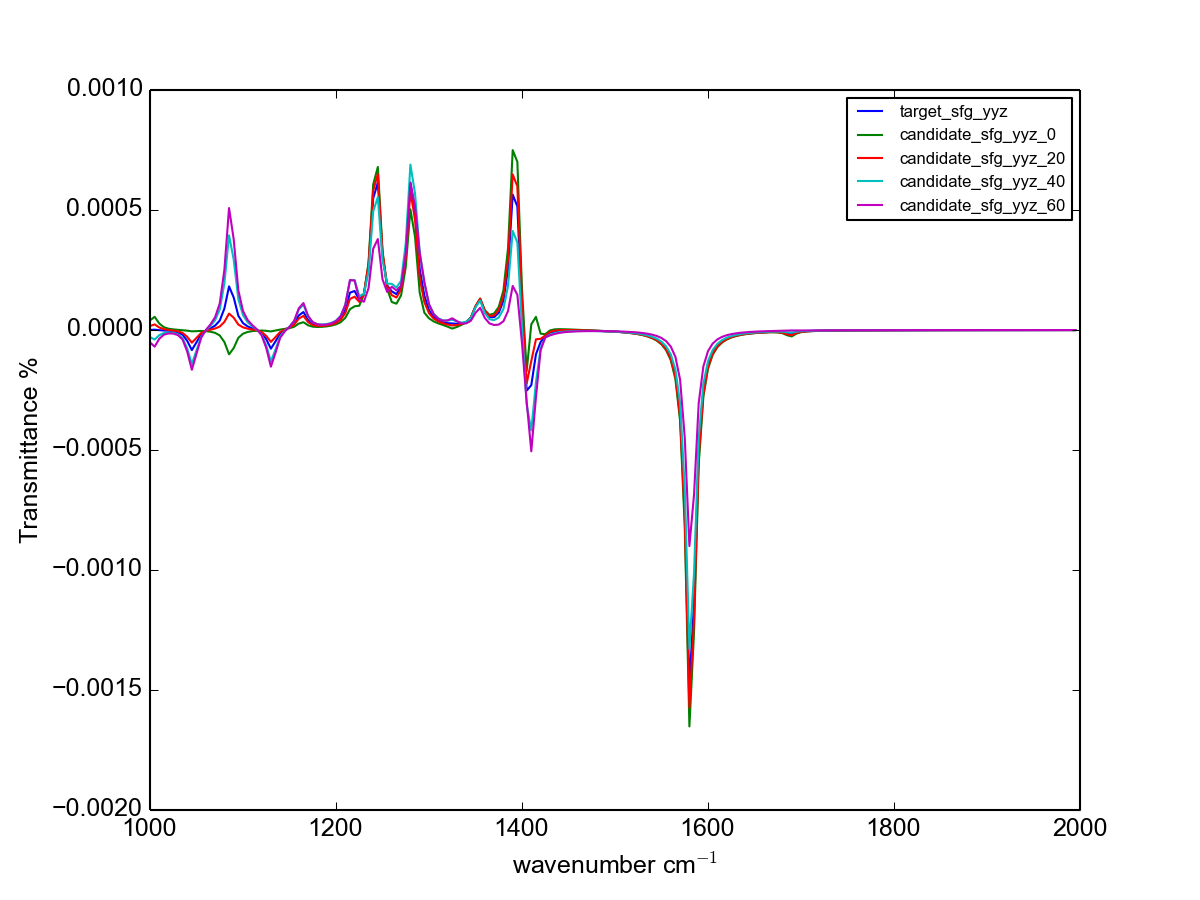 0.0010
0.0005
0.0000
−0.0005
−0.0010
−0.0015
−0.0020
Transmittance %
1000 1200 1400 1600 1800 2000
wavenumber cm⁻¹
target_sfg_yyz
candidate_sfg_yyz_0
candidate_sfg_yyz_20
candidate_sfg_yyz_40
candidate_sfg_yyz_60